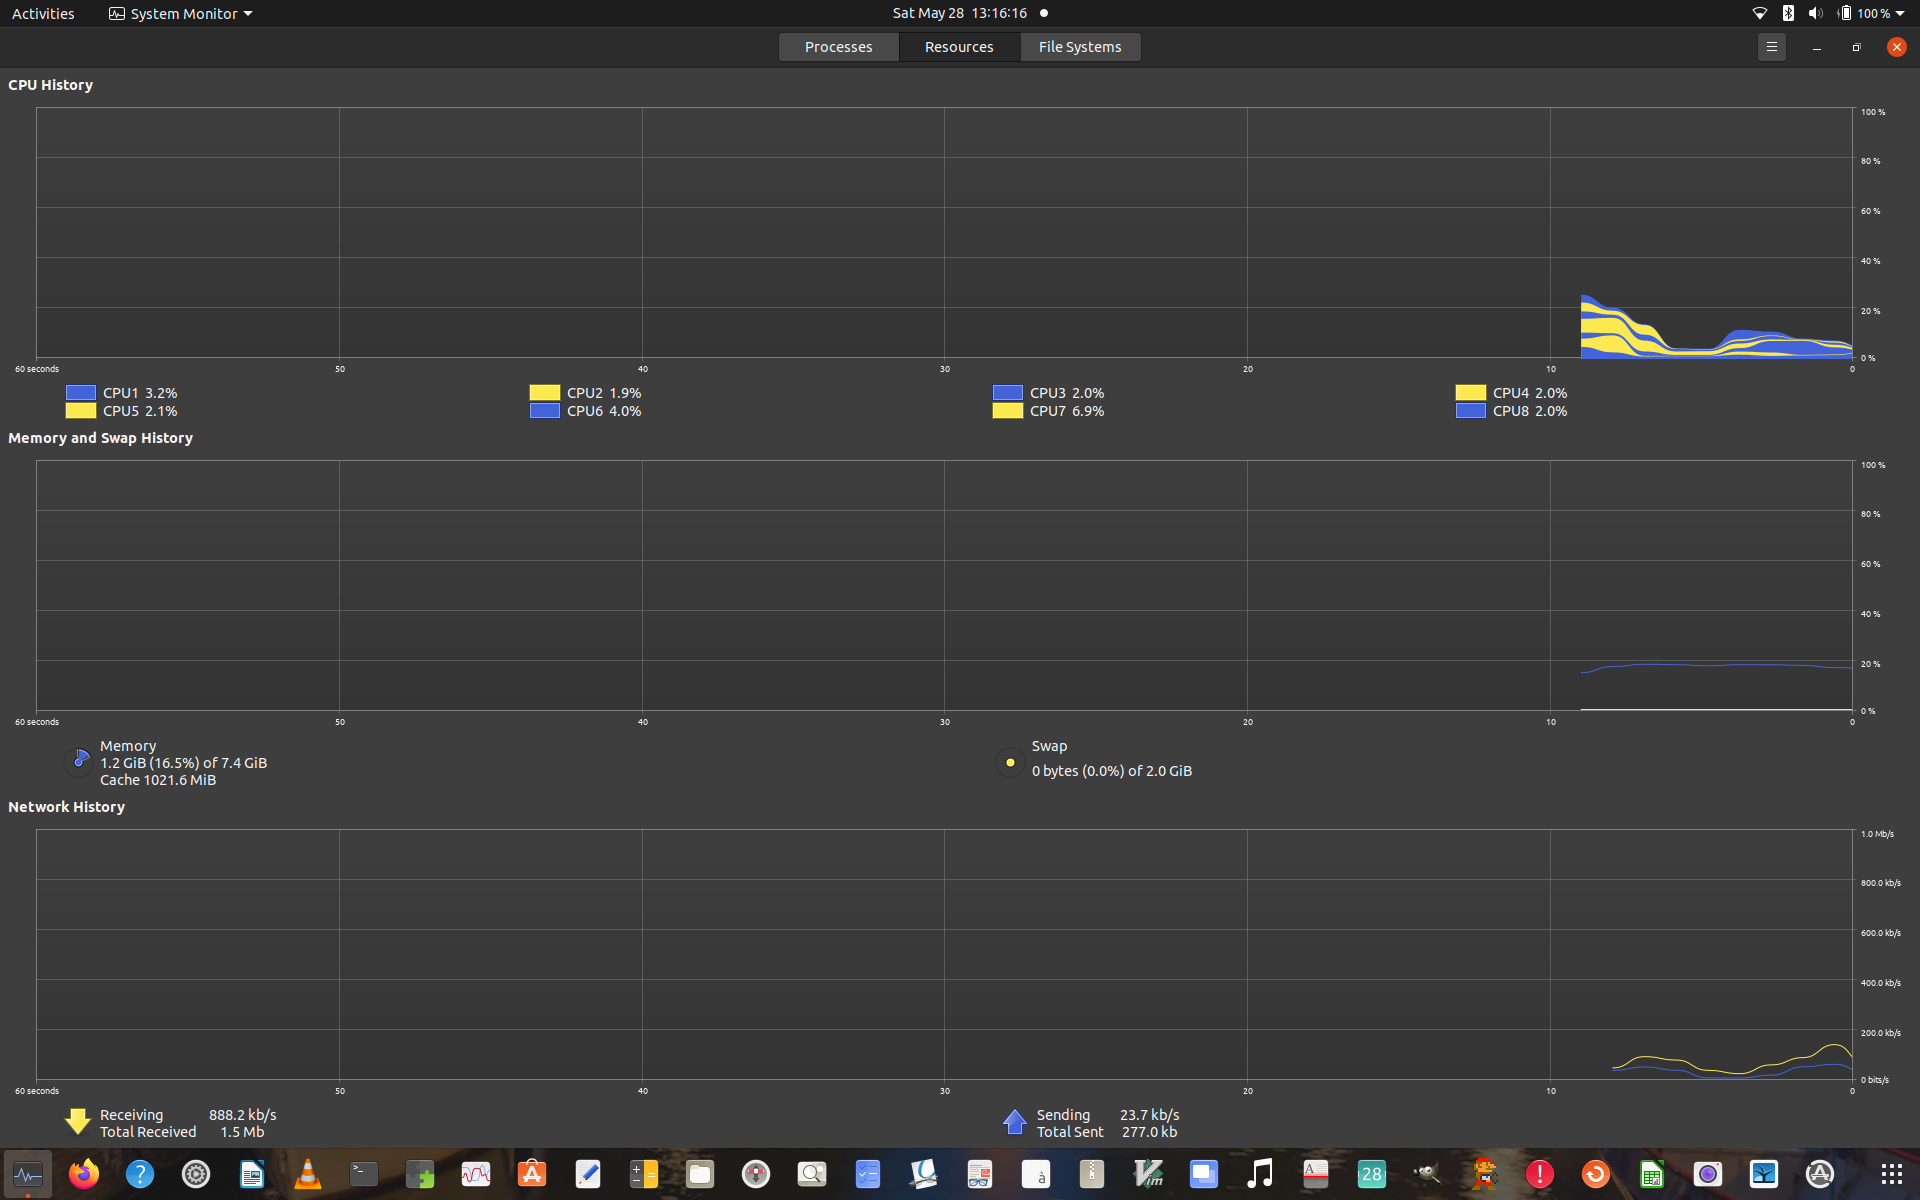 Activities
System Monitor
Sat May 28 13:16:16
100 %
Processes
Resources
File Systems
CPU History
100 %
80 %
60 %
40 %
20 %
0 %
60 seconds
50
40
30
20
10
0
CPU1 3.2%
CPU2 1.9%
CPU3 2.0%
CPU4 2.0%
CPU5 2.1%
CPU6 4.0%
CPU7 6.9%
CPU8 2.0%
Memory and Swap History
100 %
80 %
60 %
40 %
20 %
0 %
60 seconds
50
40
30
20
10
0
Memory
1.2 GiB (16.5%) of 7.4 GiB
Cache 1021.6 MiB
Swap
0 bytes (0.0%) of 2.0 GiB
Network History
1.0 Mb/s
800.0 kb/s
600.0 kb/s
400.0 kb/s
200.0 kb/s
0 bits/s
60 seconds
50
40
30
20
10
0
Receiving 888.2 kb/s
Total Received 1.5 Mb
Sending 23.7 kb/s
Total Sent 277.0 kb
?
>_
à
Vim
A
28
!